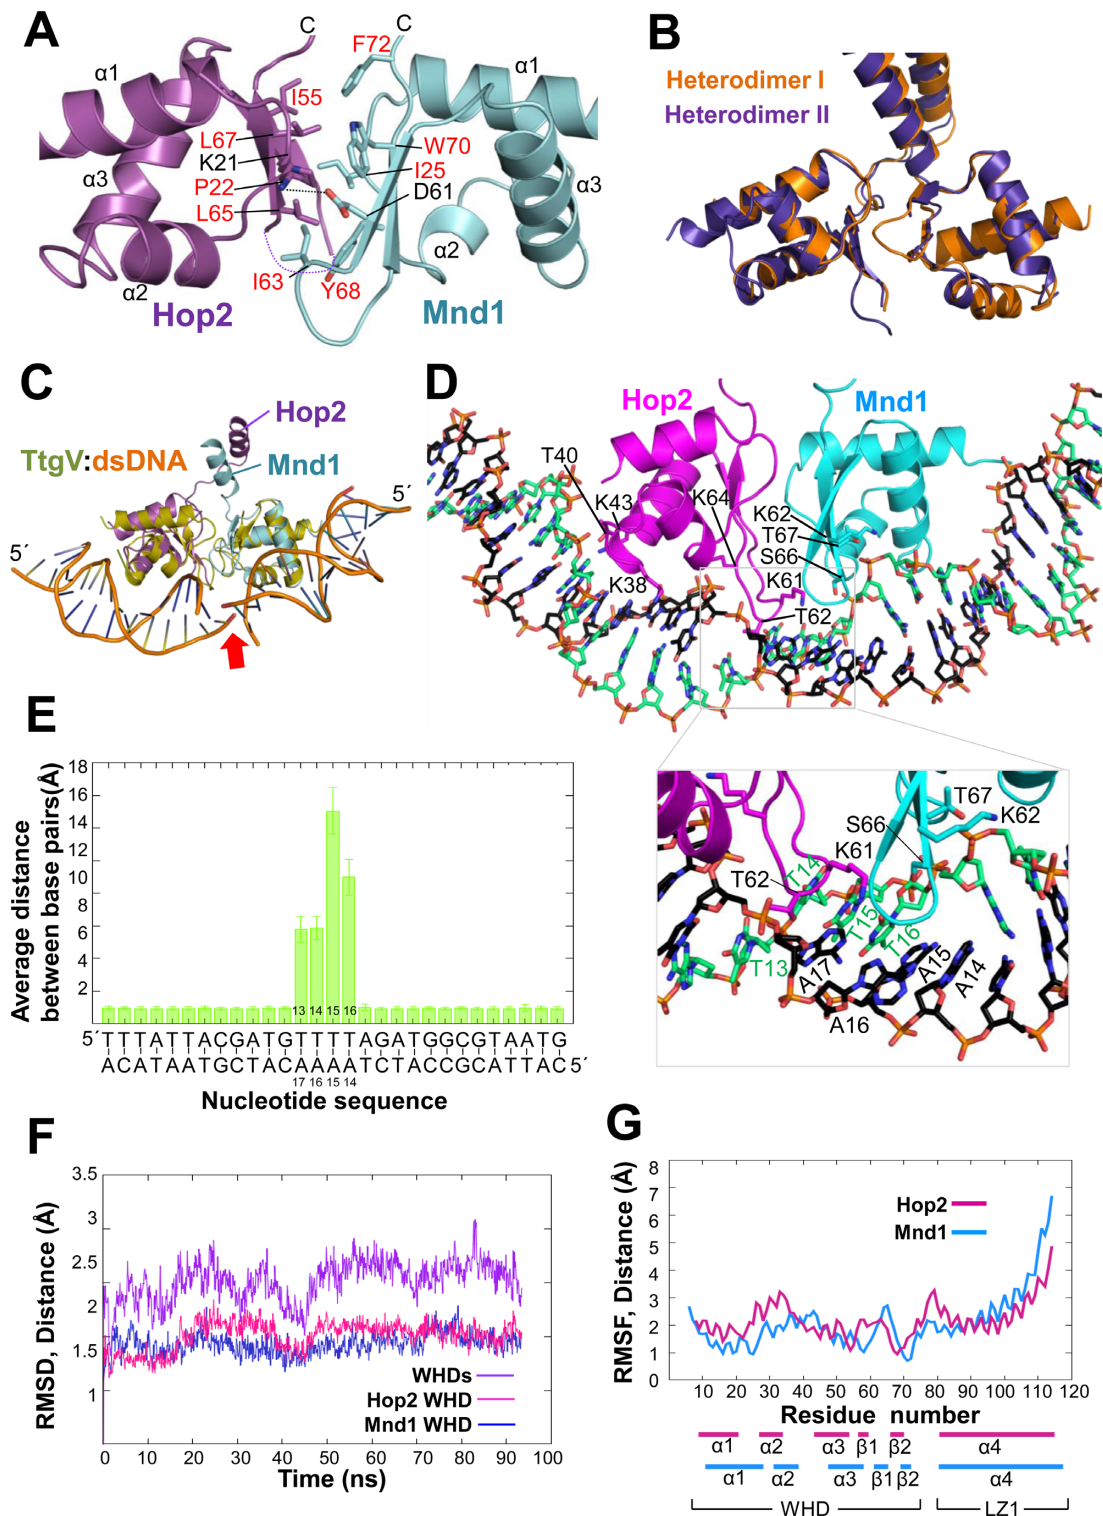 A
C
C
F72
α1
α1
I55
L67
K21
W70
α3
P22
I25
α3
D61
L65
α2
α2
I63
Y68
Hop2
Mnd1
B
Heterodimer I
Heterodimer II
C
Hop2
TtgV:dsDNA
Mnd1
5´
5´
D
Hop2
Mnd1
T40
K43
K64
K62
T67
S66
K38
K61
T62
T67
K62
S66
K61
T62
T14
T15
T16
T13
A17
A15
A14
A16
E
Average distance between base pairs(Å)
18
16
14
12
10
8
6
4
2
13 14 15 16
5´TTTATTACGATGTTTTAGATGGCGTAATG
ACATAATGCTACAAAATCTACCGCATTAC5´
17 16 15 14
Nucleotide sequence
F
RMSD, Distance (Å)
3.5
3
2.5
2
1.5
1
WHDs
Hop2 WHD
Mnd1 WHD
0 10 20 30 40 50 60 70 80 90 100
Time (ns)
G
RMSF, Distance (Å)
8
7
6
5
4
3
2
1
0
Hop2
Mnd1
10 20 30 40 50 60 70 80 90 100 110 120
Residue number
α1 α2 α3 β1 β2 α4
α1 α2 α3 β1 β2 α4
WHD LZ1